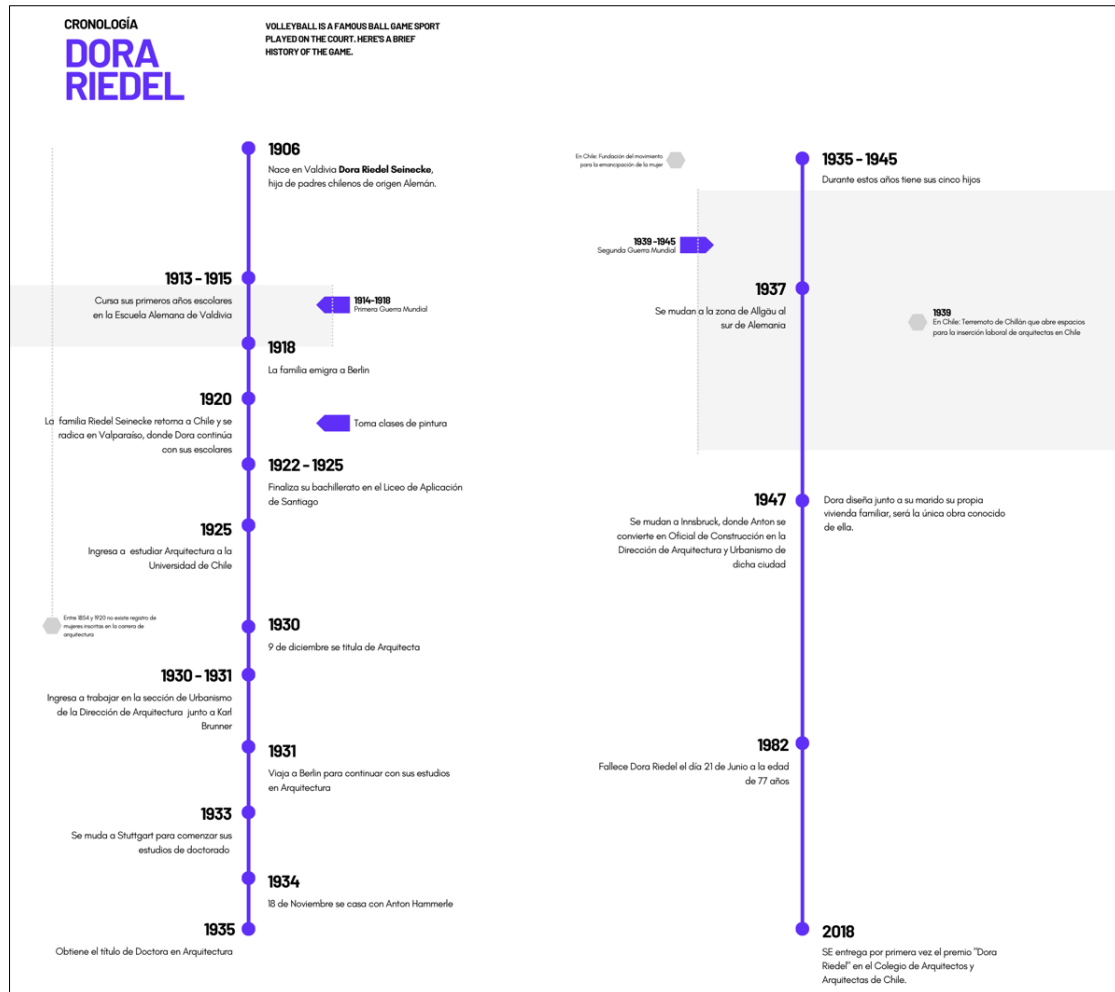 CRONOLOGÍA
DORA
RIEDEL
VOLLEYBALL IS A FAMOUS BALL GAME SPORT
PLAYED ON THE COURT. HERE'S A BRIEF
HISTORY OF THE GAME.
1906
Nace en Valdivia Dora Riedel Seinecke,
hija de padres chilenos de origen Alemán.
1913 - 1915
Cursa sus primeros años escolares
en la Escuela Alemana de Valdivia
1914-1918
Primera Guerra Mundial
1918
La familia emigra a Berlin
1920
La familia Riedel Seinecke retorna a Chile y se
radica en Valparaíso, donde Dora continúa
con sus escolares
Toma clases de pintura
1922 - 1925
Finaliza su bachillerato en el Liceo de Aplicación
de Santiago
1925
Ingresa a estudiar Arquitectura a la
Universidad de Chile
Entre 1854 y 1920 no existe registro de
mujeres inscritas en la carrera de
arquitectura
1930
9 de diciembre se titula de Arquitecta
1930 - 1931
Ingresa a trabajar en la sección de Urbanismo
de la Dirección de Arquitectura junto a Karl
Brunner
1931
Viaja a Berlin para continuar con sus estudios
en Arquitectura
1933
Se muda a Stuttgart para comenzar sus
estudios de doctorado
1934
18 de Noviembre se casa con Anton Hammerle
1935
Obtiene el título de Doctora en Arquitectura
En Chile: Fundación del movimiento
para la emancipación de la mujer
1935 - 1945
Durante estos años tiene sus cinco hijos
1939 -1945
Segunda Guerra Mundial
1937
Se mudan a la zona de Allgäu al
sur de Alemania
1939
En Chile: Terremoto de Chillán que abre espacios
para la inserción laboral de arquitectas en Chile
1947
Se mudan a Innsbruck, donde Anton se
convierte en Oficial de Construcción en la
Dirección de Arquitectura y Urbanismo de
dicha ciudad
Dora diseña junto a su marido su propia
vivienda familiar, será la única obra conocido
de ella.
1982
Fallece Dora Riedel el día 21 de Junio a la edad
de 77 años
2018
SE entrega por primera vez el premio "Dora
Riedel" en el Colegio de Arquitectos y
Arquitectas de Chile.